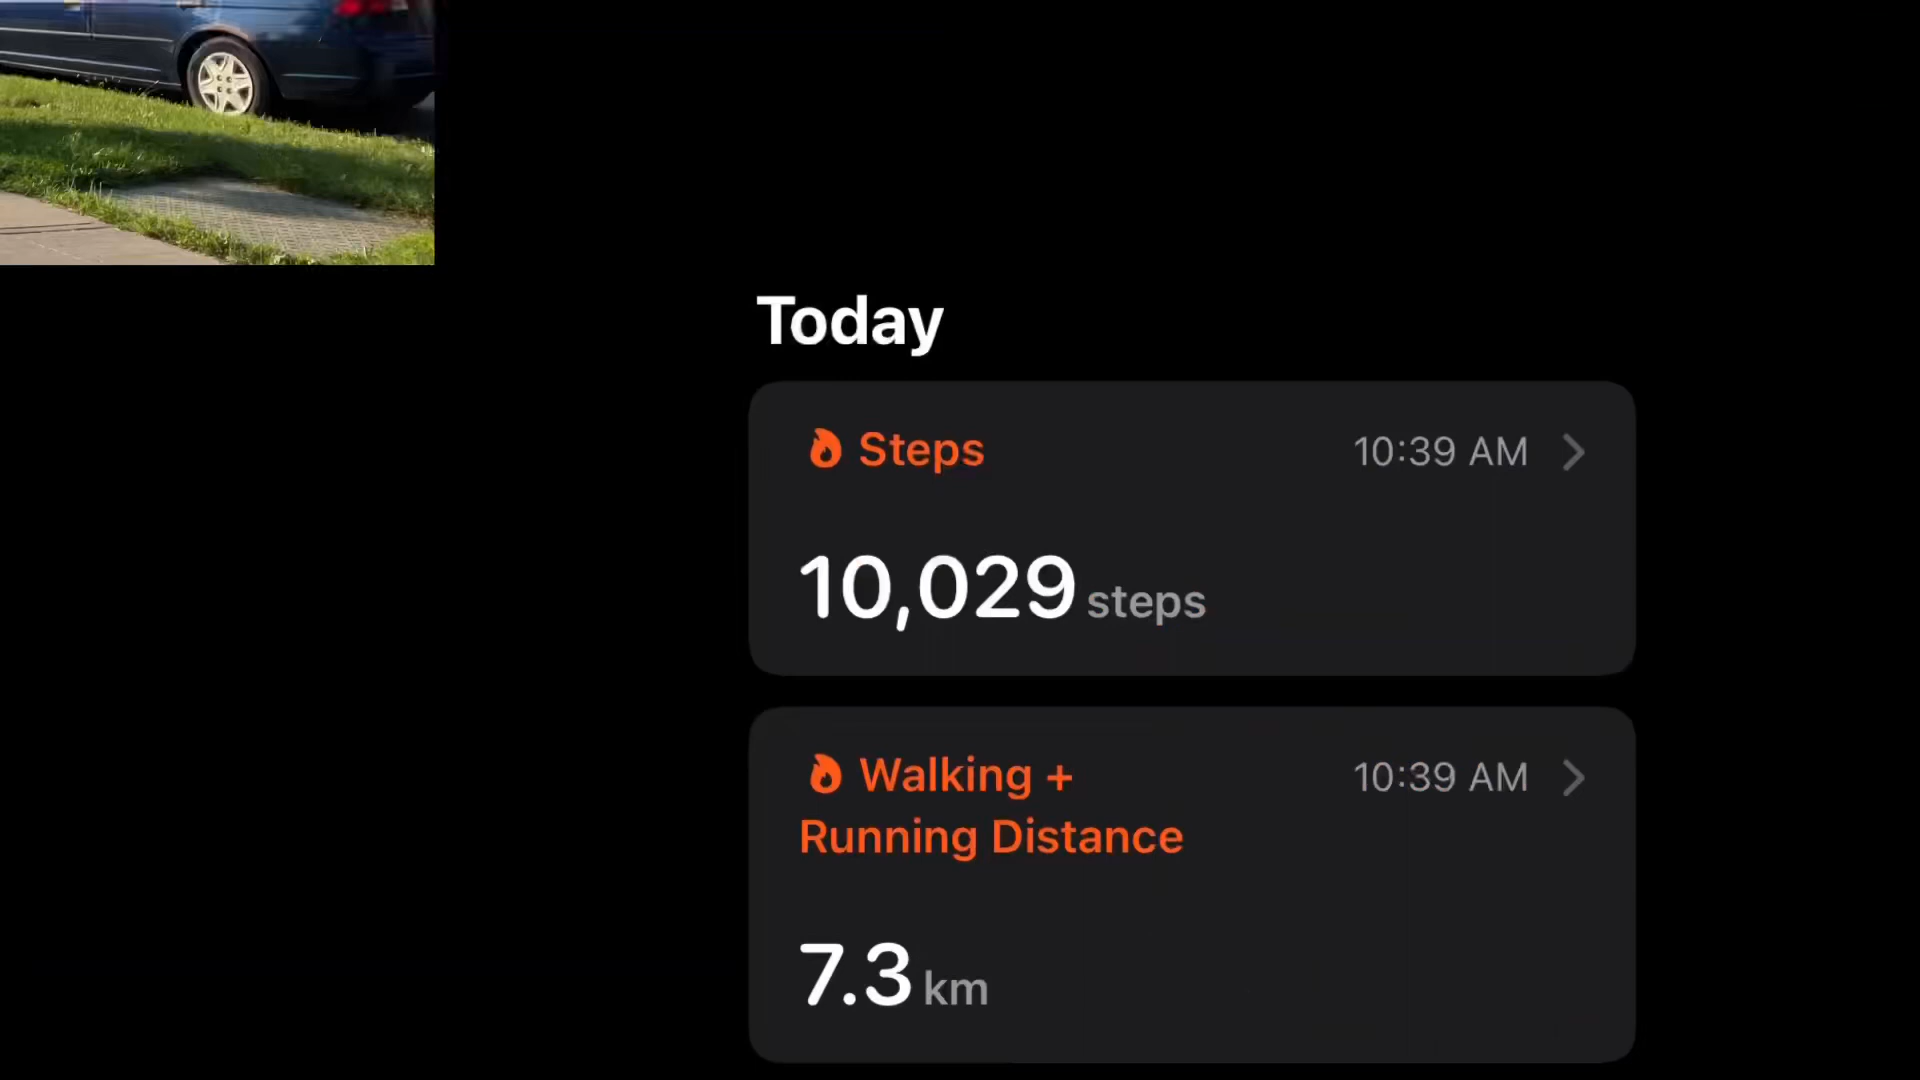 Today
Steps 10:39 AM
10,029 steps
Walking + 10:39 AM
Running Distance
7.3 km